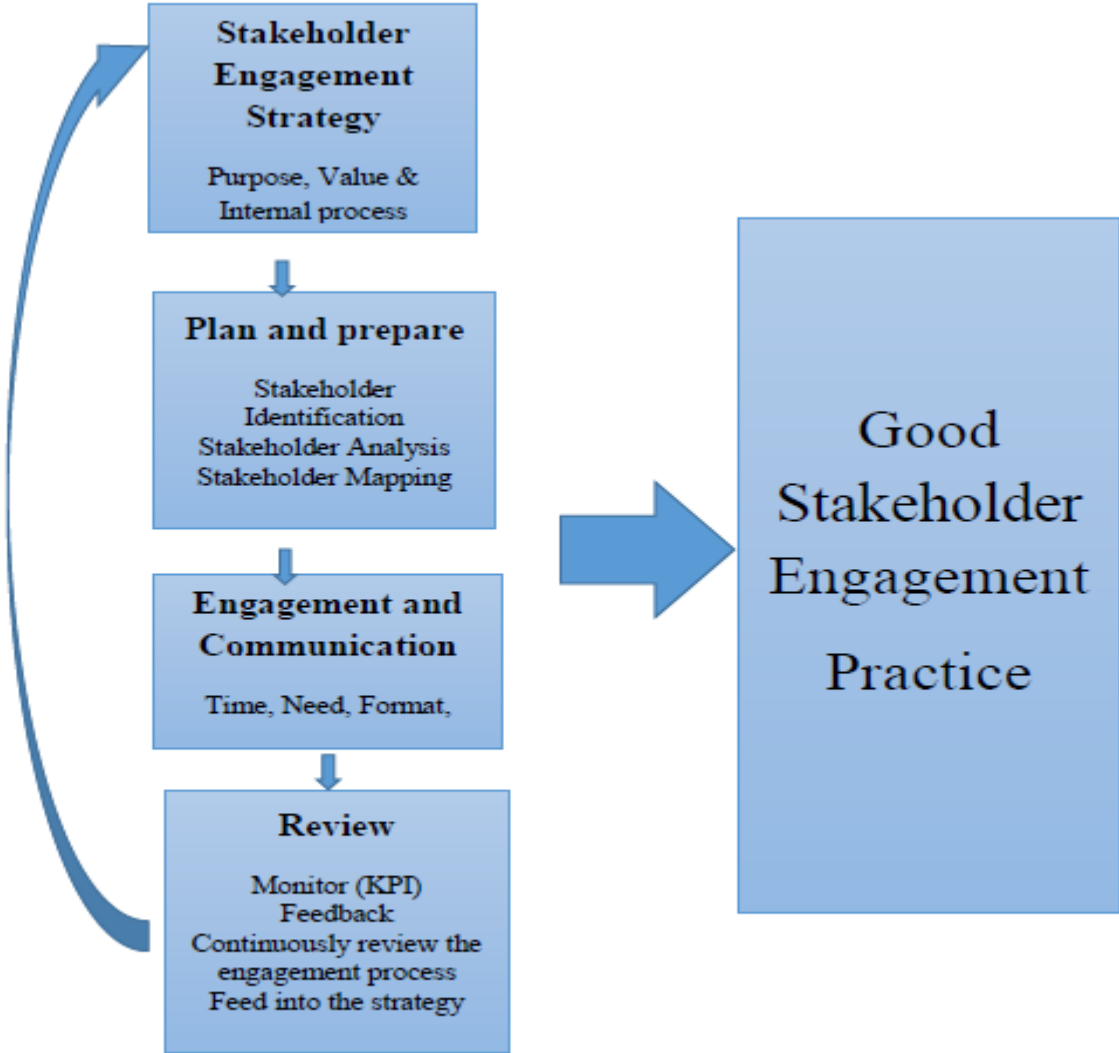 Stakeholder
Engagement
Strategy
Purpose, Value &
Internal process
Plan and prepare
Stakeholder
Identification
Stakeholder Analysis
Stakeholder Mapping
Engagement and
Communication
Time, Need, Format,
Review
Monitor (KPI)
Feedback
Continuously review the
engagement process
Feed into the strategy
Good
Stakeholder
Engagement
Practice